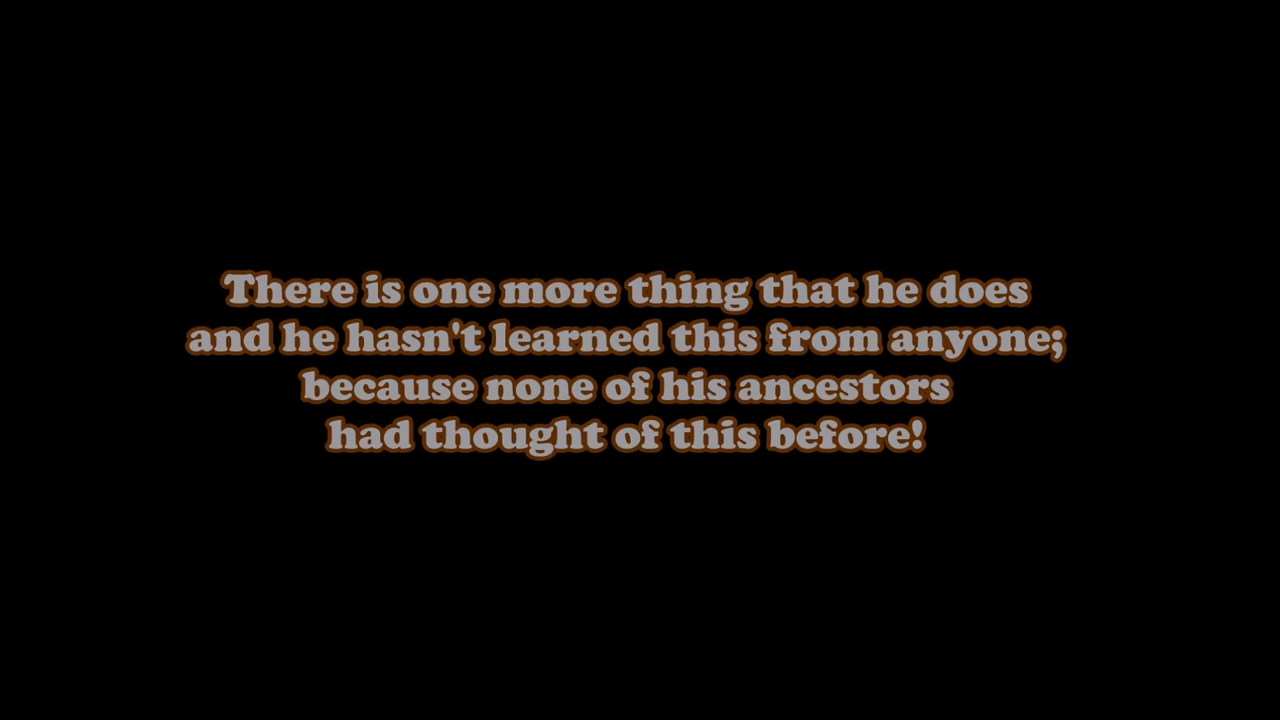 There is one more thing that he does
and he hasn't learned this from anyone;
because none of his ancestors
had thought of this before!